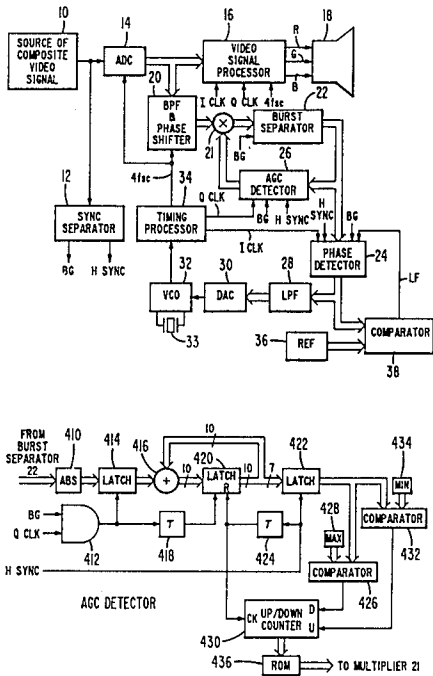 10
SOURCE OF
COMPOSITE
VIDEO
SIGNAL
14
ADC
16
VIDEO
SIGNAL
PROCESSOR
18
R
G
B
20
BPF
&
PHASE
SHIFTER
I CLK
Q CLK
4fsc
21
22
BURST
SEPARATOR
BG
26
AGC
DETECTOR
12
SYNC
SEPARATOR
BG
H SYNC
4fsc
34
TIMING
PROCESSOR
Q CLK
BG
H
SYNC
I CLK
H
SYNC
BG
PHASE
DETECTOR
24
LF
32
VCO
33
30
DAC
28
LPF
36
REF
COMPARATOR
38
FROM
BURST
SEPARATOR
22
410
ABS
414
LATCH
416
10
10
420
LATCH
R
10
7
422
LATCH
434
MIN
428
MAX
COMPARATOR
432
BG
Q CLK
412
T
418
T
424
H SYNC
COMPARATOR
426
AGC DETECTOR
CK UP/DOWN D
COUNTER U
430
436
ROM
TO MULTIPLIER 21